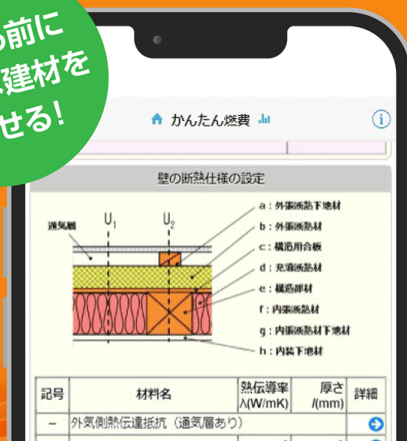 前に
建材を
せる!
かんたん燃費
i
壁の断熱仕様の設定
通気層
U1
U2
a:外張断熱下地材
b:外張断熱材
c:構造用合板
d:充填断熱材
e:構造部材
f:内張断熱材
g:内張断熱材下地材
h:内装下地材
記号 材料名 熱伝導率 λ(W/mK) 厚さ l(mm) 詳細
− 外気側熱伝達抵抗(通気層あり)